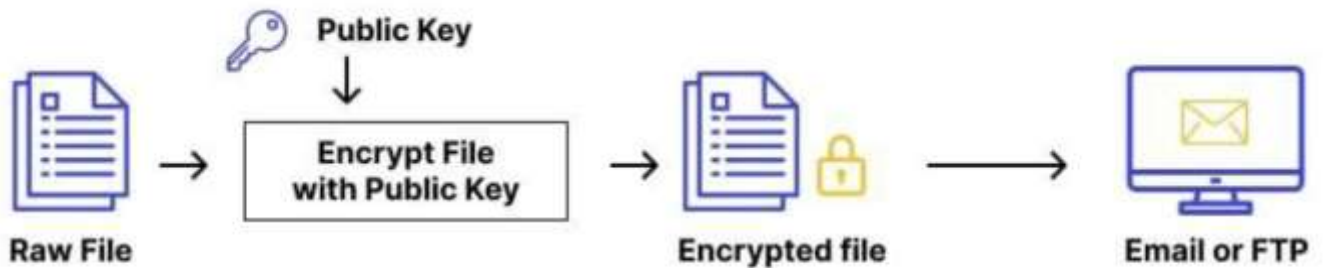 Public Key
Encrypt File
with Public Key
Raw File
Encrypted file
Email or FTP